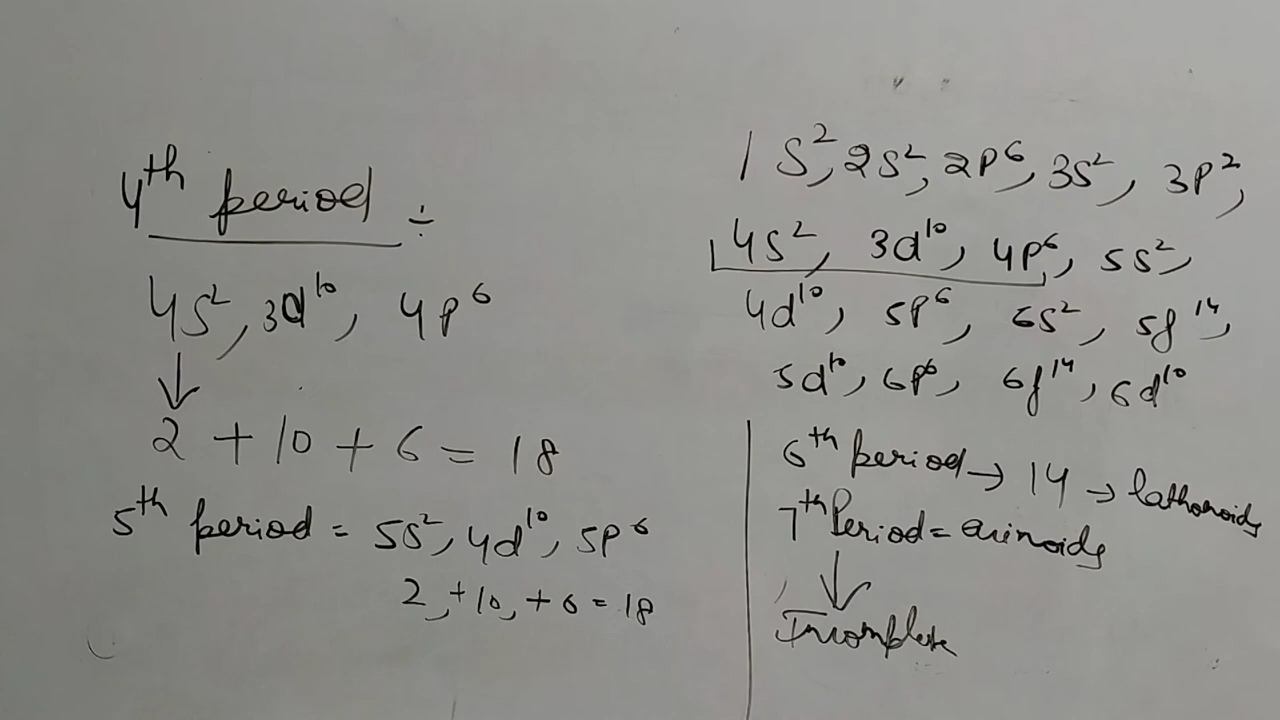 4th period ÷
4s², 3d¹⁰, 4p⁶
↓
2 + 10 + 6 = 18
5th period = 5s², 4d¹⁰, 5p⁶
2, +10, + 6 = 18
1s², 2s², 2p⁶, 3s², 3p²,
4s², 3d¹⁰, 4p⁶, 5s²,
4d¹⁰, 5p⁶, 6s², 5f¹⁴,
5d¹⁰, 6p⁶, 6f¹⁴, 6d¹⁰
6th period → 14 → lathonoids
7th Period = auinoids
↓
Incomplete